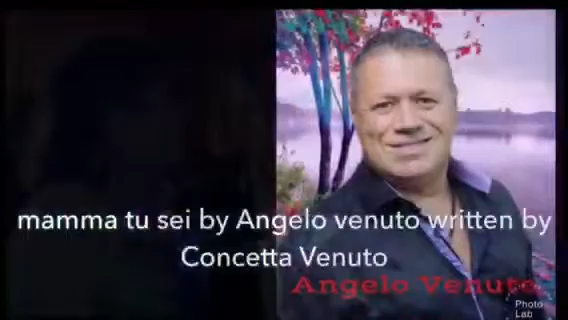 mamma tu sei by Angelo venuto written by
Concetta Venuto
Angelo Venuto
Photo
Lab